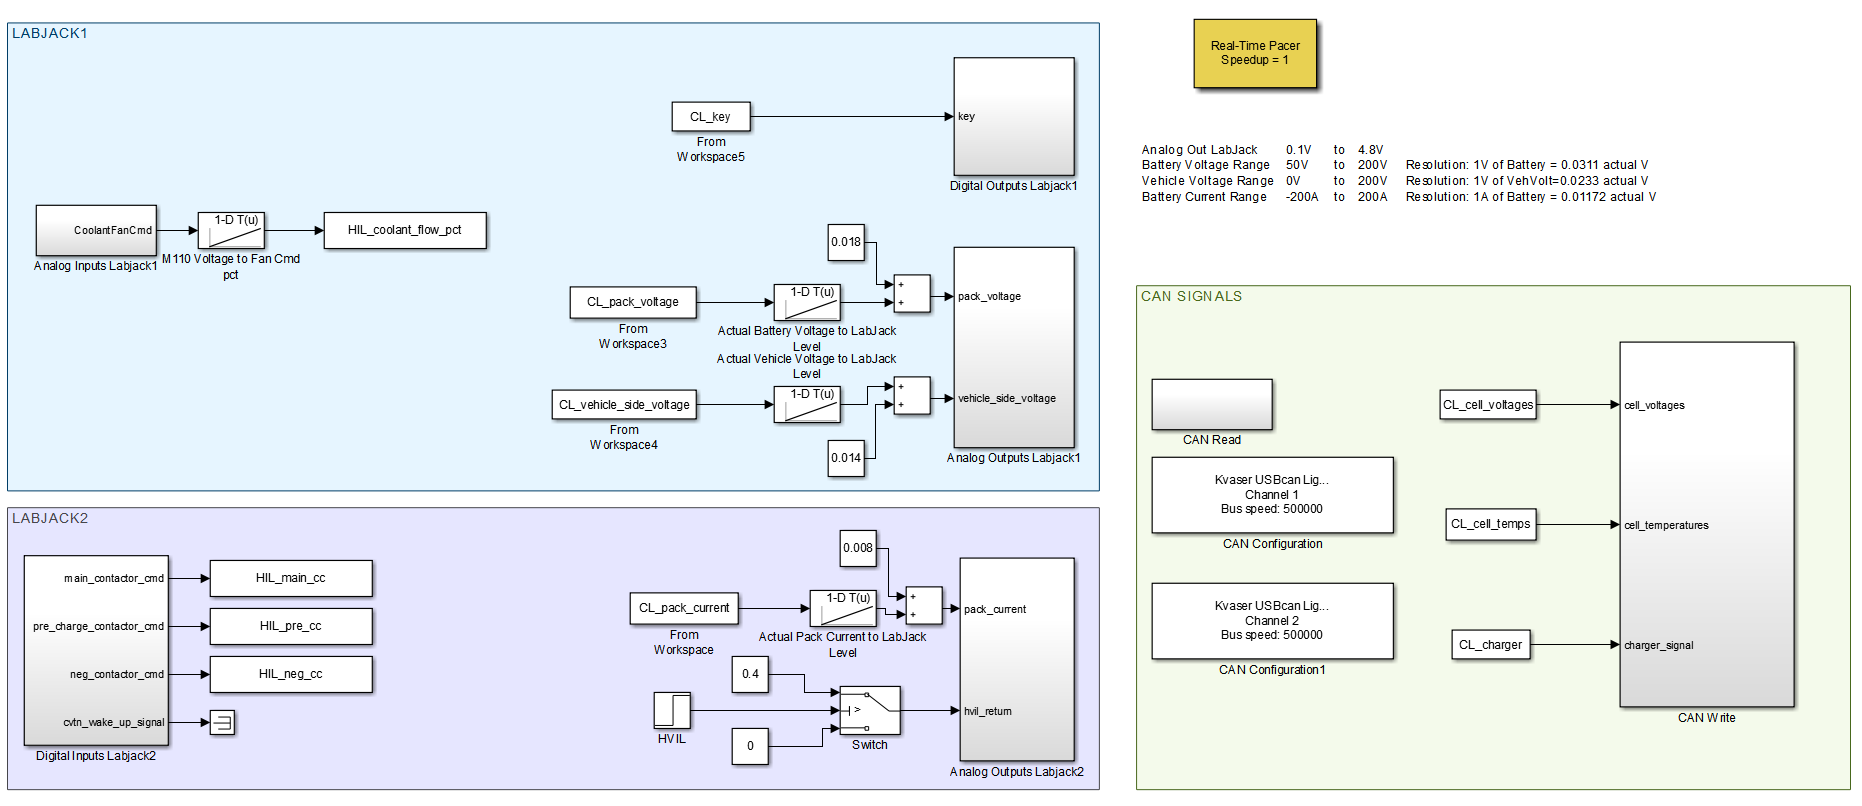 LABJACK1
CL_key
From
Workspace5
key
Digital Outputs Labjack1
CoolantFanCmd
Analog Inputs Labjack1
1-D T(u)
M110 Voltage to Fan Cmd
pct
HIL_coolant_flow_pct
0.018
CL_pack_voltage
From
Workspace3
1-D T(u)
Actual Battery Voltage to LabJack
Level
+
+
pack_voltage
Actual Vehicle Voltage to LabJack
Level
CL_vehicle_side_voltage
From
Workspace4
1-D T(u)
+
+
0.014
vehicle_side_voltage
Analog Outputs Labjack1
LABJACK2
main_contactor_cmd
pre_charge_contactor_cmd
neg_contactor_cmd
cvtn_wake_up_signal
Digital Inputs Labjack2
HIL_main_cc
HIL_pre_cc
HIL_neg_cc
0.008
CL_pack_current
From
Workspace
1-D T(u)
Actual Pack Current to LabJack
Level
+
+
pack_current
0.4
HVIL
0
>
Switch
hvil_return
Analog Outputs Labjack2
Real-Time Pacer
Speedup = 1
Analog Out LabJack 0.1V to 4.8V
Battery Voltage Range 50V to 200V Resolution: 1V of Battery = 0.0311 actual V
Vehicle Voltage Range 0V to 200V Resolution: 1V of VehVolt=0.0233 actual V
Battery Current Range -200A to 200A Resolution: 1A of Battery = 0.01172 actual V
CAN SIGNALS
CAN Read
Kvaser USBcan Lig...
Channel 1
Bus speed: 500000
CAN Configuration
Kvaser USBcan Lig...
Channel 2
Bus speed: 500000
CAN Configuration1
CL_cell_voltages
CL_cell_temps
CL_charger
cell_voltages
cell_temperatures
charger_signal
CAN Write